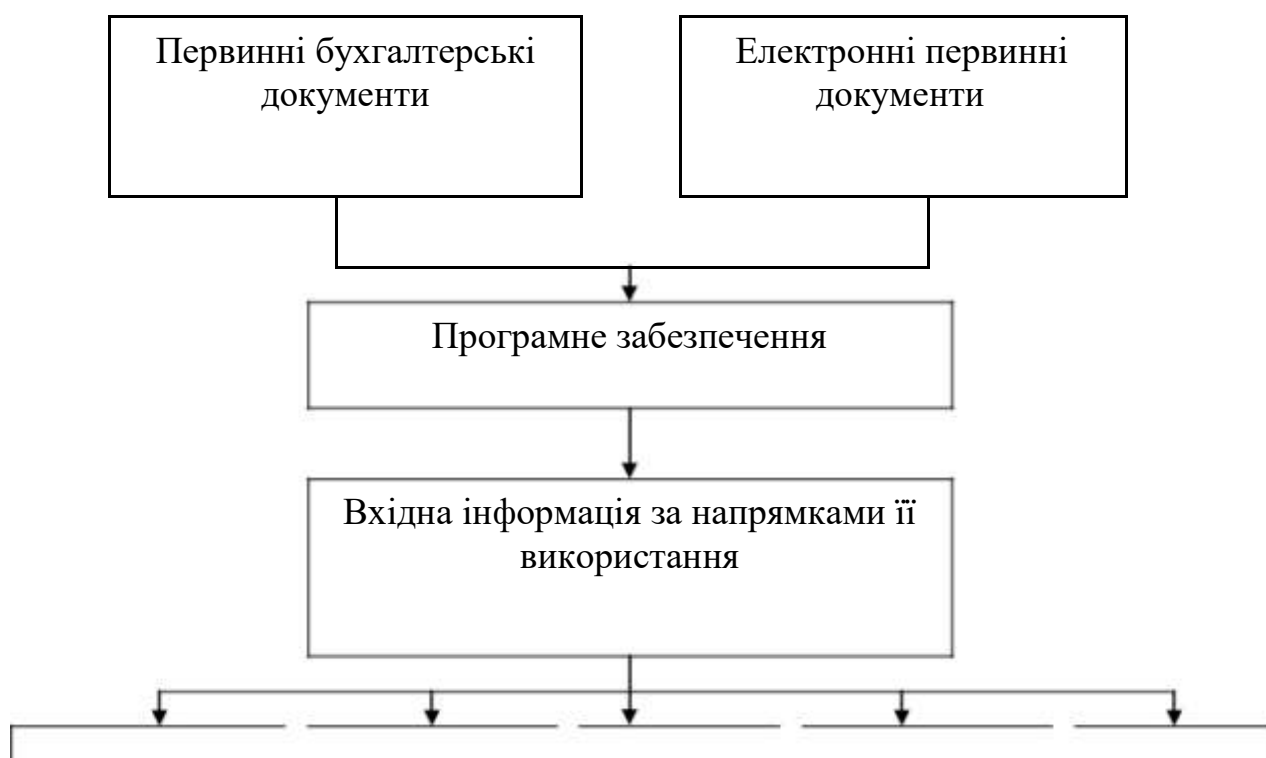 Первинні бухгалтерські
документи
Електронні первинні
документи
Програмне забезпечення
Вхідна інформація за напрямками її
використання